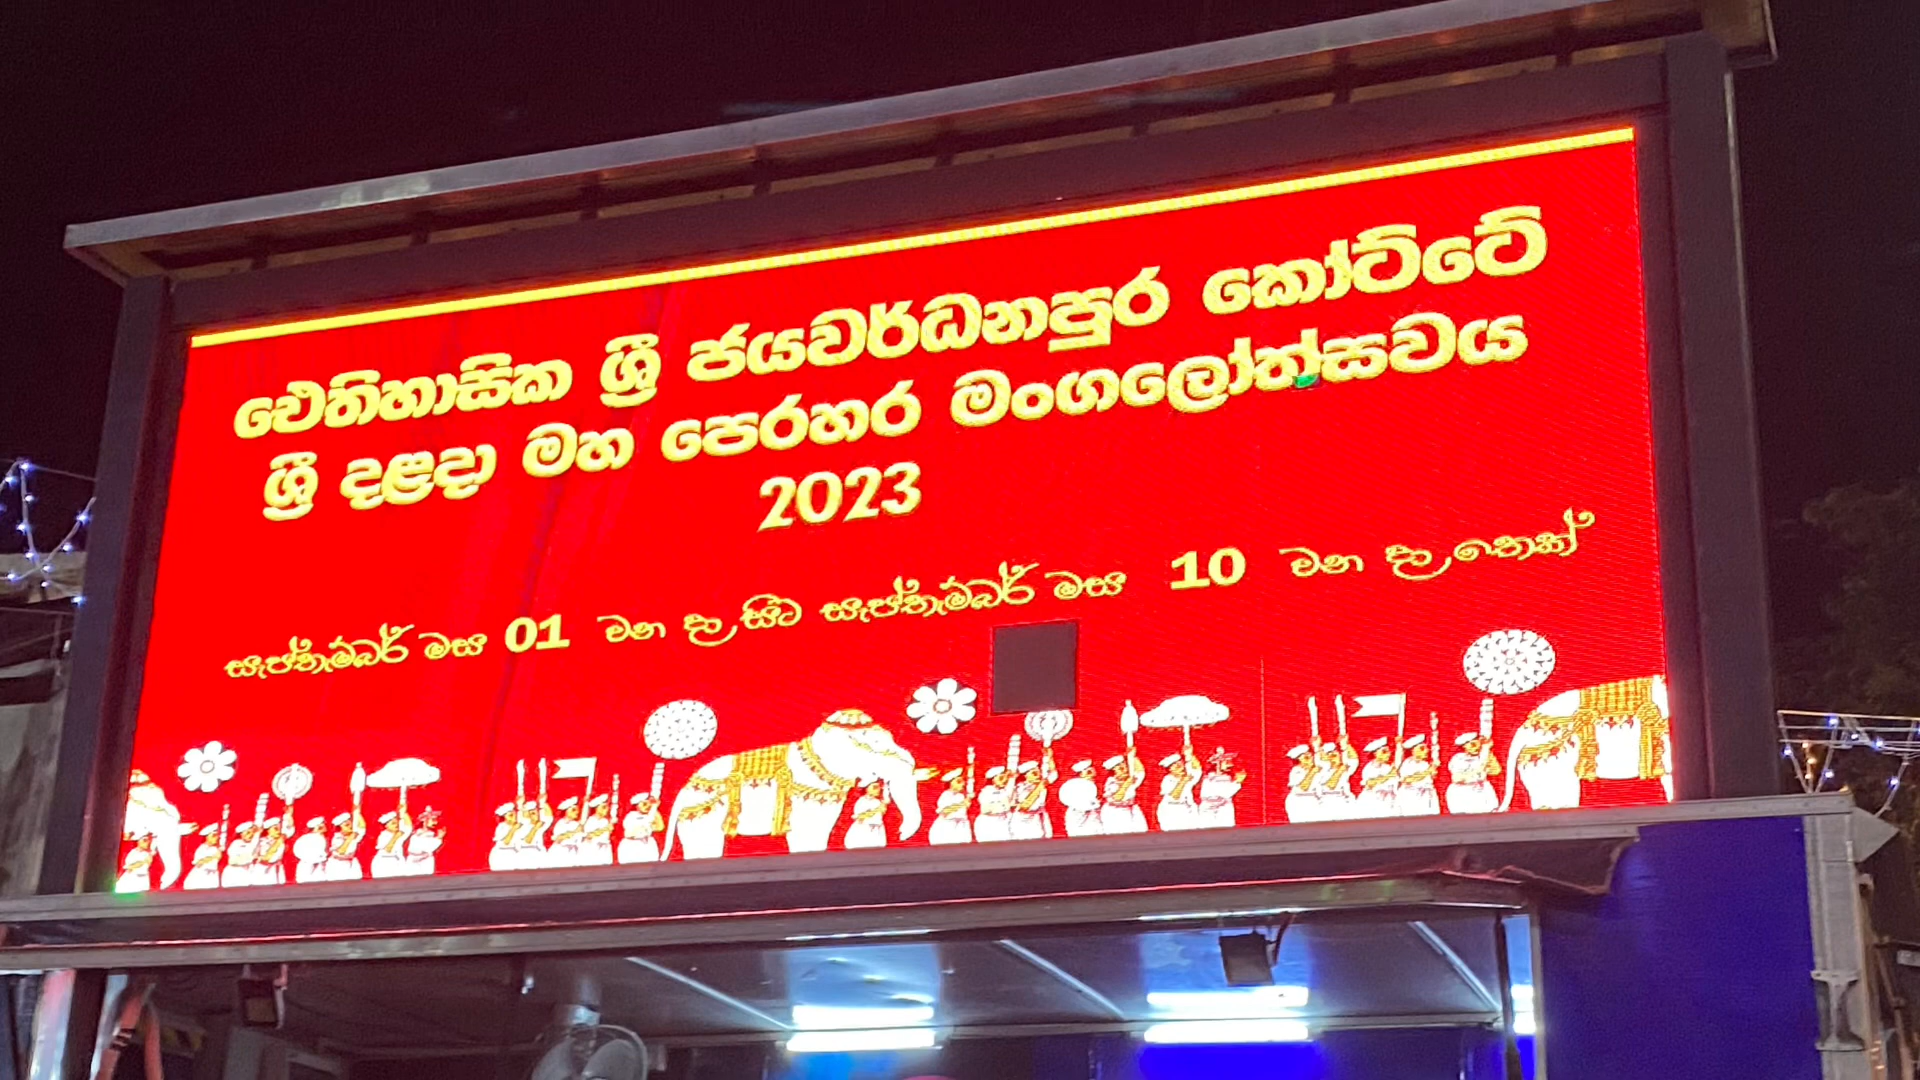 ඓතිහාසික ශ්‍රී ජයවර්ධනපුර කෝට්ටේ
ශ්‍රී දළදා මහ පෙරහර මංගලෝත්සවය
2023
සැප්තැම්බර් මස 01 වන දා සිට සැප්තැම්බර් මස 10 වන දා තෙක්